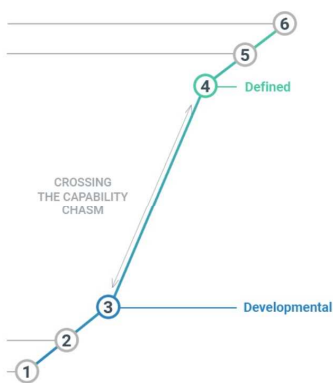 6
5
4
Defined
CROSSING
THE CAPABILITY
CHASM
3
Developmental
2
1